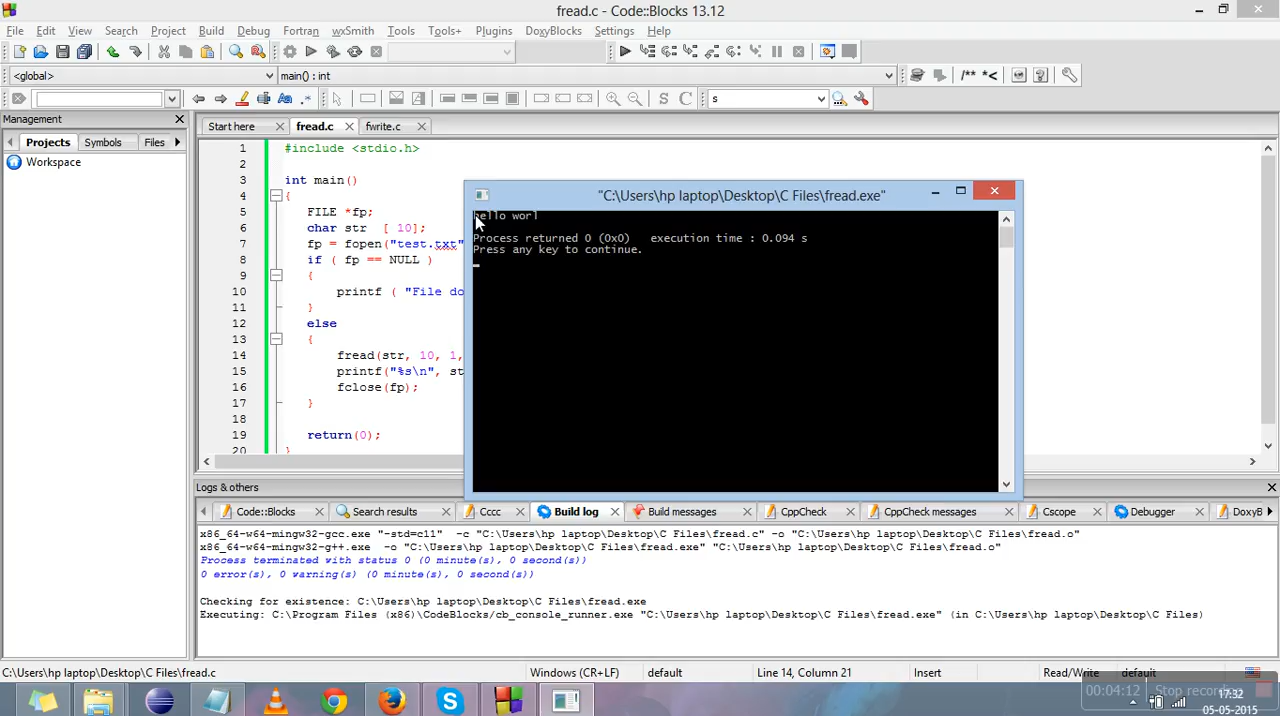 fread.c - Code::Blocks 13.12
File Edit View Search Project Build Debug Fortran wxSmith Tools Tools+ Plugins DoxyBlocks Settings Help
<global> main() : int /** *<
s
Management
Start here fread.c fwrite.c
Projects Symbols Files
Workspace
1 #include <stdio.h>
2
3 int main()
4 {
5 FILE *fp;
6 char str [ 10];
7 fp = fopen("test.txt"
8 if ( fp == NULL )
9 {
10 printf ( "File do
11 }
12 else
13 {
14 fread(str, 10, 1,
15 printf("%s\n", st
16 fclose(fp);
17 }
18
19 return(0);
20 }
"C:\Users\hp laptop\Desktop\C Files\fread.exe"
hello worl
Process returned 0 (0x0) execution time : 0.094 s
Press any key to continue.
Logs & others
Code::Blocks Search results Cccc Build log Build messages CppCheck CppCheck messages Cscope Debugger DoxyB
x86_64-w64-mingw32-gcc.exe "-std=c11" -c "C:\Users\hp laptop\Desktop\C Files\fread.c" -o "C:\Users\hp laptop\Desktop\C Files\fread.o"
x86_64-w64-mingw32-g++.exe -o "C:\Users\hp laptop\Desktop\C Files\fread.exe" "C:\Users\hp laptop\Desktop\C Files\fread.o"
Process terminated with status 0 (0 minute(s), 0 second(s))
0 error(s), 0 warning(s) (0 minute(s), 0 second(s))
Checking for existence: C:\Users\hp laptop\Desktop\C Files\fread.exe
Executing: C:\Program Files (x86)\CodeBlocks/cb_console_runner.exe "C:\Users\hp laptop\Desktop\C Files\fread.exe" (in C:\Users\hp laptop\Desktop\C Files)
C:\Users\hp laptop\Desktop\C Files\fread.c Windows (CR+LF) default Line 14, Column 21 Insert Read/Write default
00:04:12 Stop recording
17:32
05-05-2015